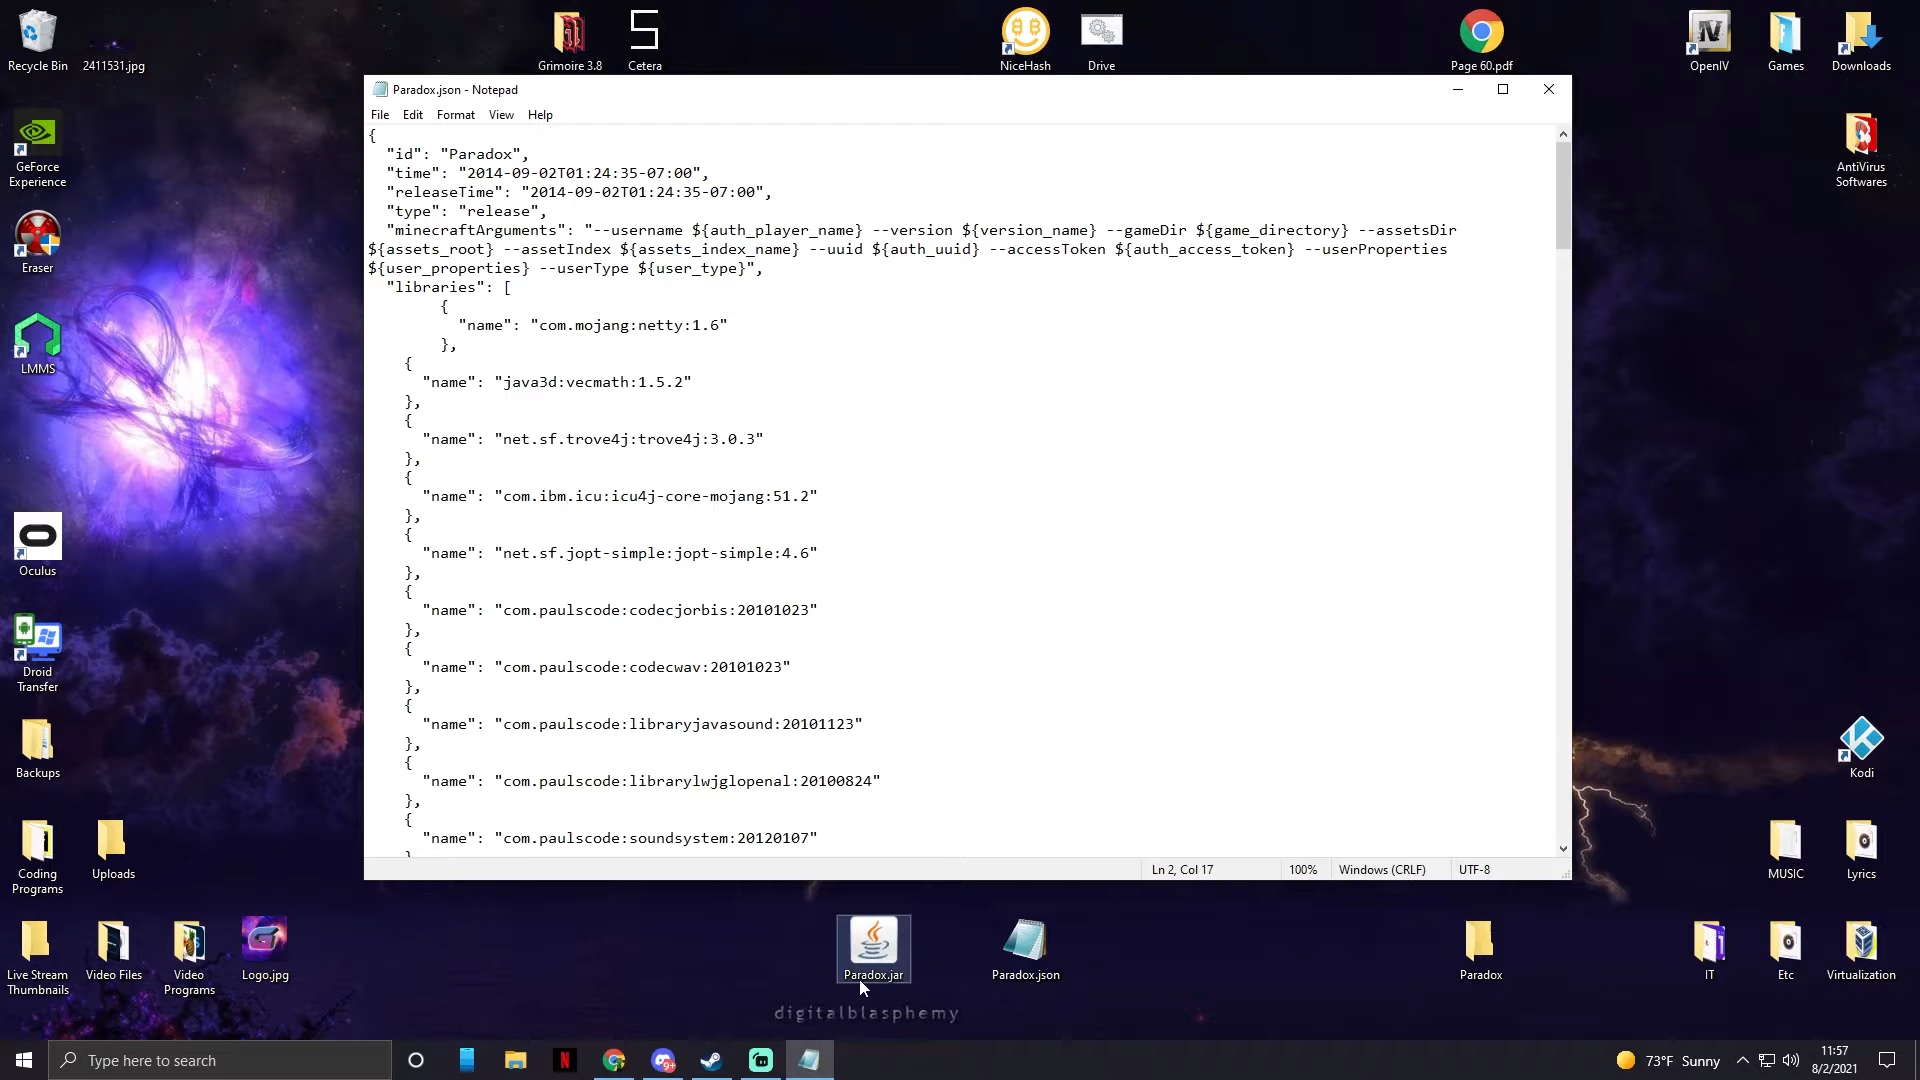 Recycle Bin
2411531.jpg
Grimoire 3.8
Cetera
NiceHash
Drive
Page 60.pdf
OpenIV
Games
Downloads
Paradox.json - Notepad
File Edit Format View Help
{
"id": "Paradox",
"time": "2014-09-02T01:24:35-07:00",
"releaseTime": "2014-09-02T01:24:35-07:00",
"type": "release",
"minecraftArguments": "--username ${auth_player_name} --version ${version_name} --gameDir ${game_directory} --assetsDir
${assets_root} --assetIndex ${assets_index_name} --uuid ${auth_uuid} --accessToken ${auth_access_token} --userProperties
${user_properties} --userType ${user_type}",
"libraries": [
{
"name": "com.mojang:netty:1.6"
},
{
"name": "java3d:vecmath:1.5.2"
},
{
"name": "net.sf.trove4j:trove4j:3.0.3"
},
{
"name": "com.ibm.icu:icu4j-core-mojang:51.2"
},
{
"name": "net.sf.jopt-simple:jopt-simple:4.6"
},
{
"name": "com.paulscode:codecjorbis:20101023"
},
{
"name": "com.paulscode:codecwav:20101023"
},
{
"name": "com.paulscode:libraryjavasound:20101123"
},
{
"name": "com.paulscode:librarylwjglopenal:20100824"
},
{
"name": "com.paulscode:soundsystem:20120107"
Ln 2, Col 17
100%
Windows (CRLF)
UTF-8
GeForce
Experience
Eraser
LMMS
Oculus
Droid
Transfer
Backups
Coding
Programs
Uploads
Live Stream
Thumbnails
Video Files
Video
Programs
Logo.jpg
AntiVirus
Softwares
Kodi
MUSIC
Lyrics
Paradox.jar
Paradox.json
Paradox
IT
Etc
Virtualization
digitalblasphemy
Type here to search
9+
73°F Sunny
11:57
8/2/2021